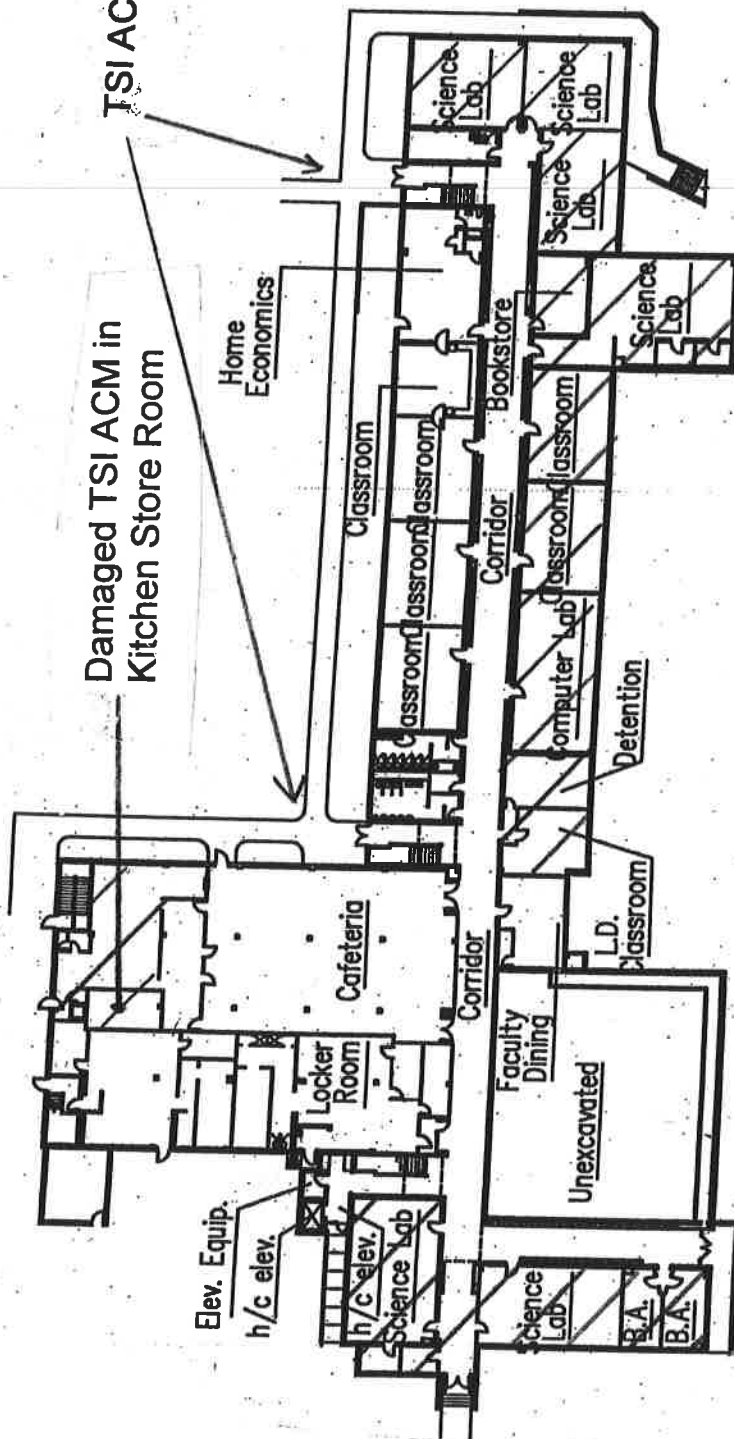 TSI AC
Damaged TSI ACM in
Kitchen Store Room
Home
Economics
Science
Lab
Science
Lab
Science
Lab
Science
Lab
Bookstore
Classroom
Classroom
Classroom
Classroom
Corridor
Classroom
Classroom
Computer Lab
Detention
L.D.
Classroom
Cafeteria
Corridor
Faculty
Dining
Locker
Room
Unexcavated
Elev. Equip.
h/c elev.
h/c elev.
Science Lab
Science
Lab
B.A.
B.A.